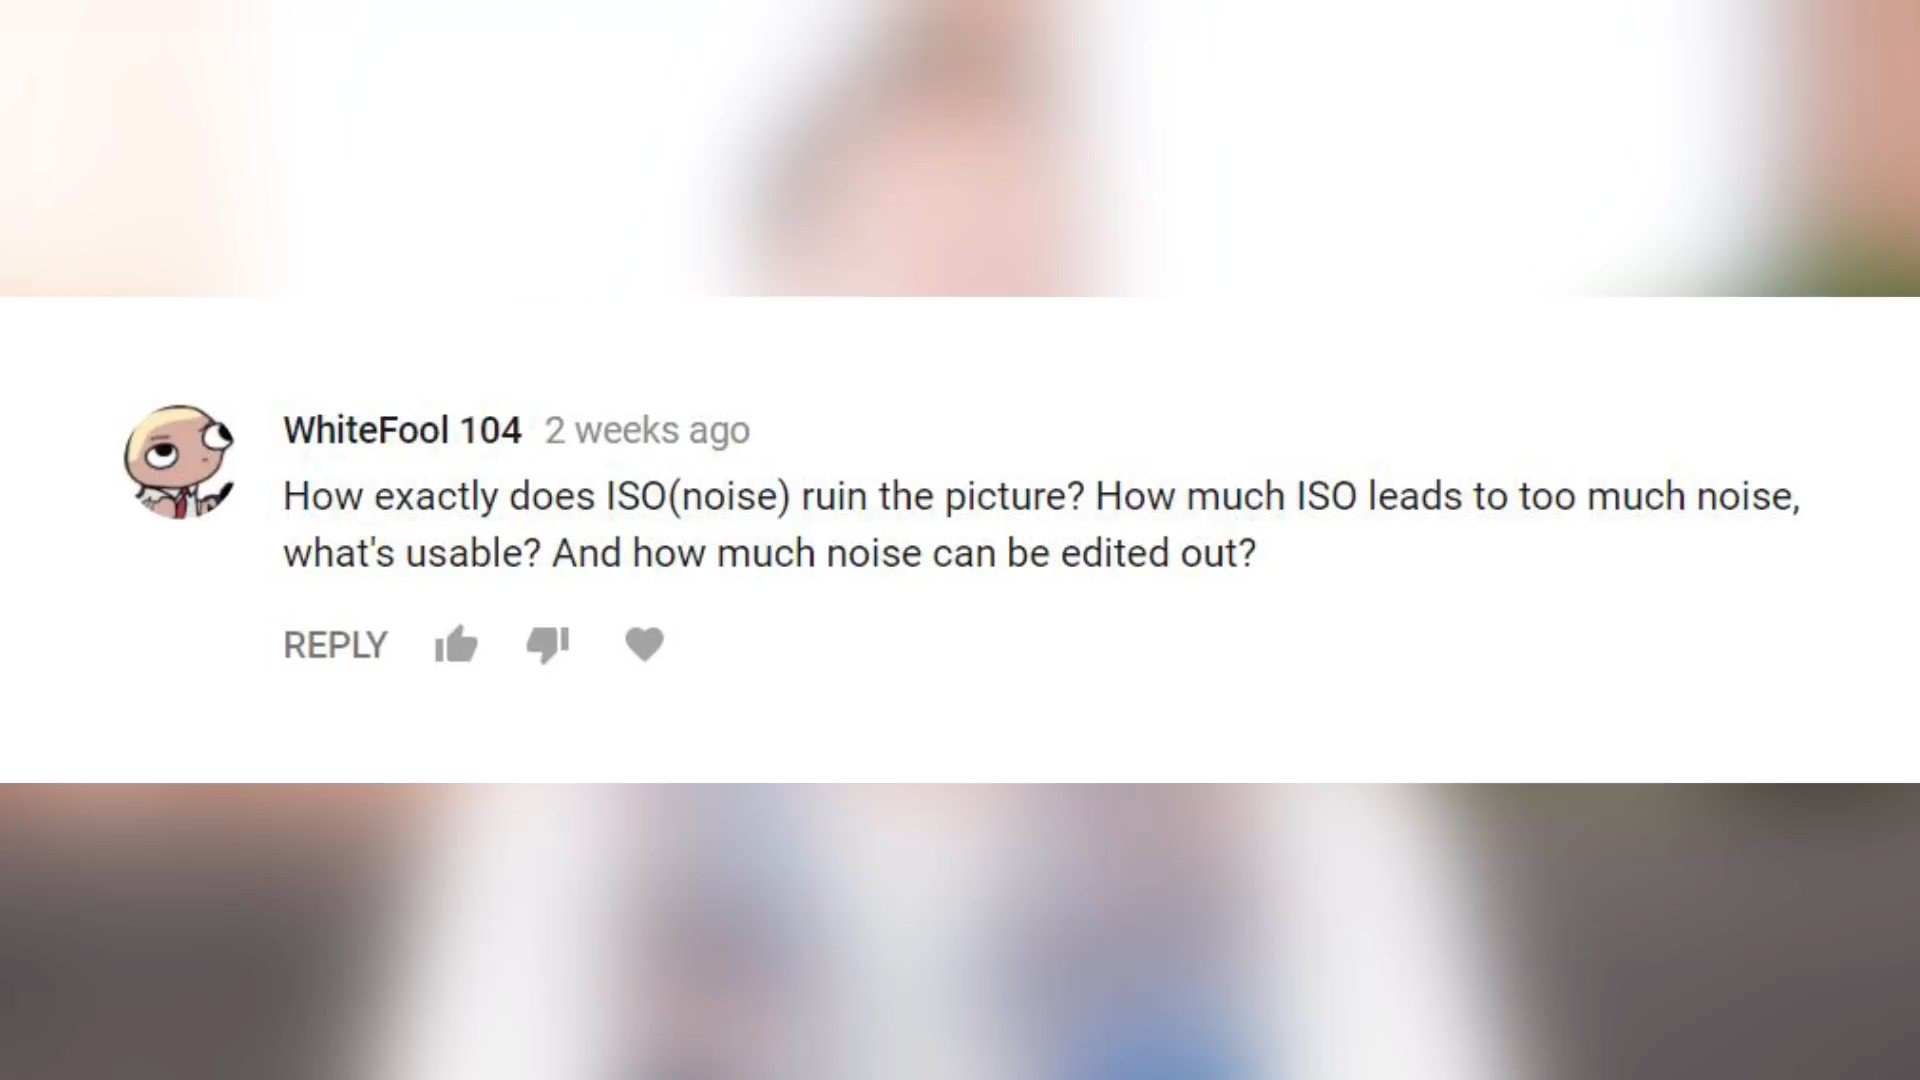 WhiteFool 104 2 weeks ago
How exactly does ISO(noise) ruin the picture? How much ISO leads to too much noise,
what's usable? And how much noise can be edited out?
REPLY